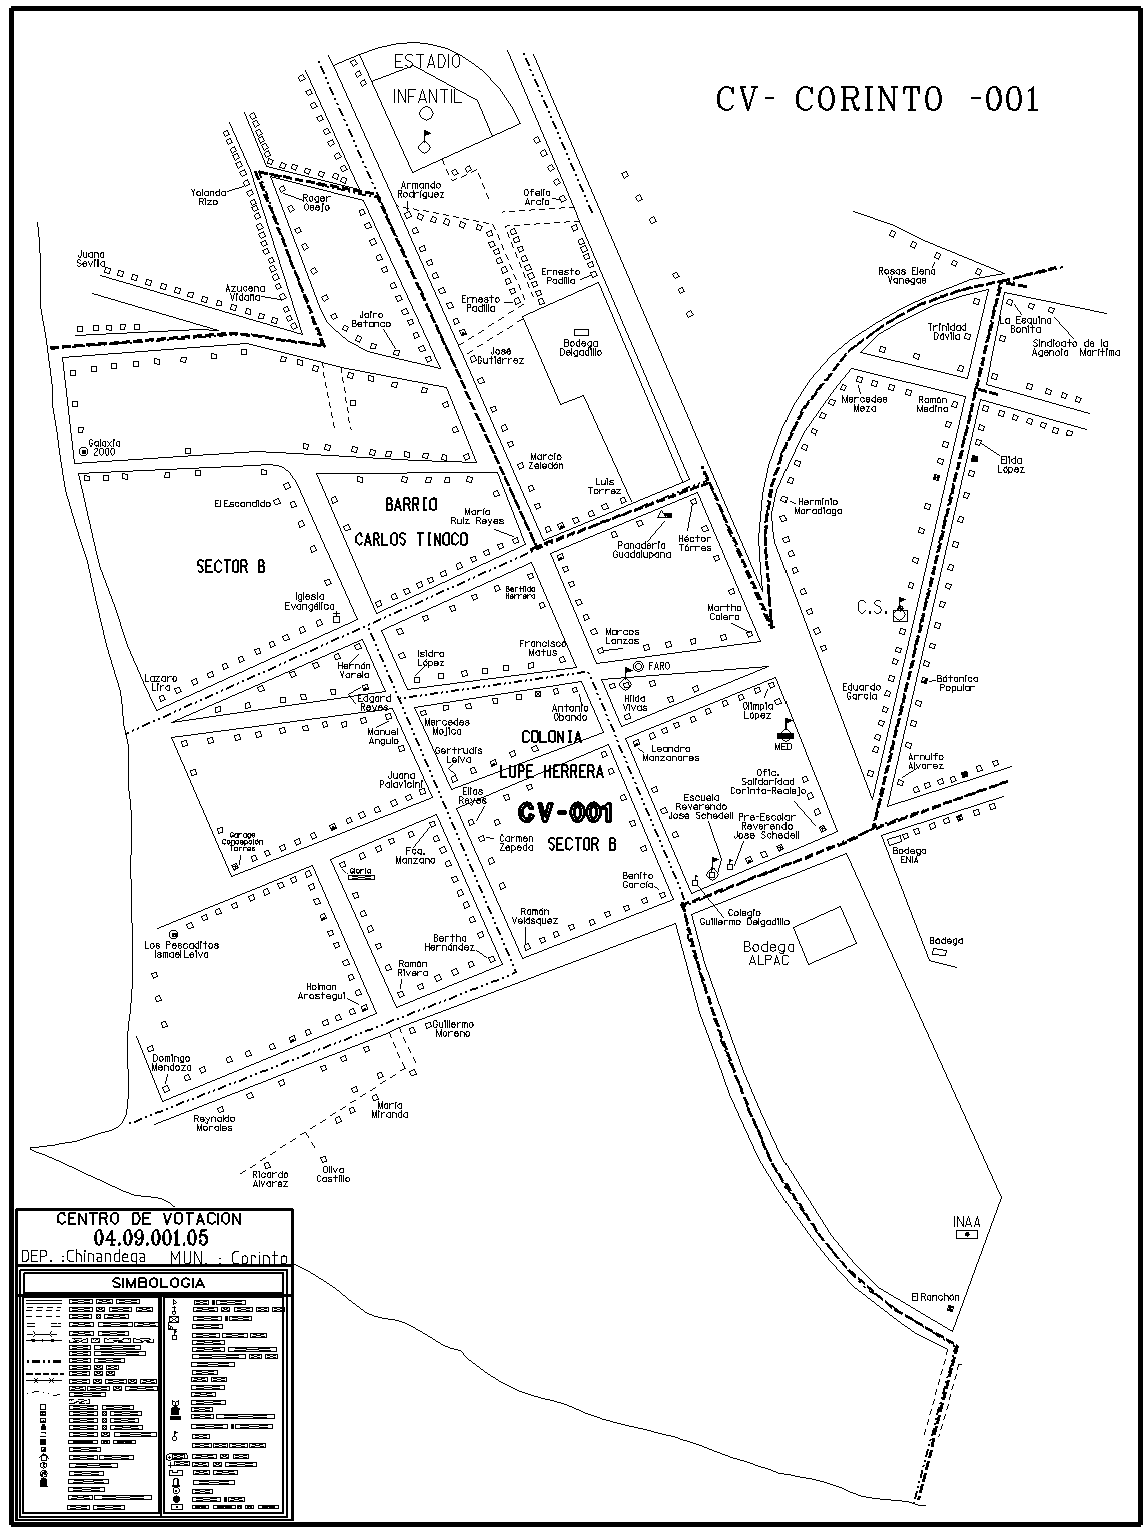 ESTADIO
INFANTIL
CV- CORINTO -001
Yolanda
Rizo
Roger
Osejo
Armando
Rodríguez
Ofelia
Arcia
Juana
Sevilla
Azucena
Vidana
Jairo
Betanco
Ernesto
Padilla
Ernesto
Padilla
Rosas Elena
Vanegas
La Esquina
Bonita
Trinidad
Dávila
Sindicato de la
Agencia Marítima
José
Gutiérrez
Bodega
Delgadillo
Mercedes
Meza
Ramón
Medina
Galaxia
2000
Marcio
Zeledón
Elida
López
Luis
Torrez
El Escondido
BARRIO
CARLOS TINOCO
María
Ruiz Reyes
Herminio
Maradiaga
Panadería
Guadalupana
Héctor
Tórres
SECTOR B
Iglesia
Evangélica
Bertilda
Herrera
Martha
Calero
C.S.
Marcos
Lanzas
Francisco
Matus
Isidra
López
Hernán
Varela
FARO
Lazaro
Lira
Edgard
Reyes
Hilda
Vivas
Olimpia
López
Eduardo
García
Botánica
Popular
Antonio
Obando
Mercedes
Mojica
Manuel
Angulo
COLONIA
LUPE HERRERA
Gertrudis
Leiva
Leandra
Manzanares
MED
Arnulfo
Alvarez
Juana
Palavicini
Elias
Reyes
CV-001
SECTOR B
Ofic.
Solidaridad
Corinto-Realejo
Escuela
Reverendo
José Schedell
Pre-Escolar
Reverendo
José Schedell
Garage
Concepción
Torres
Fca.
Manzano
Carmen
Zepeda
Bodega
ENIA
Gloria
Benito
García
Colegio
Guillermo Delgadillo
Ramón
Velásquez
Los Pescaditos
Ismael Leiva
Bertha
Hernández
Bodega
ALPAC
Bodega
Ramón
Rivera
Holman
Arostegui
Guillermo
Moreno
Domingo
Mendoza
Reynaldo
Morales
María
Miranda
Ricardo
Alvarez
Oliva
Castillo
INAA
El Ranchón
CENTRO DE VOTACION
04.09.001.05
DEP. :Chinandega MUN. : Corinto
SIMBOLOGIA